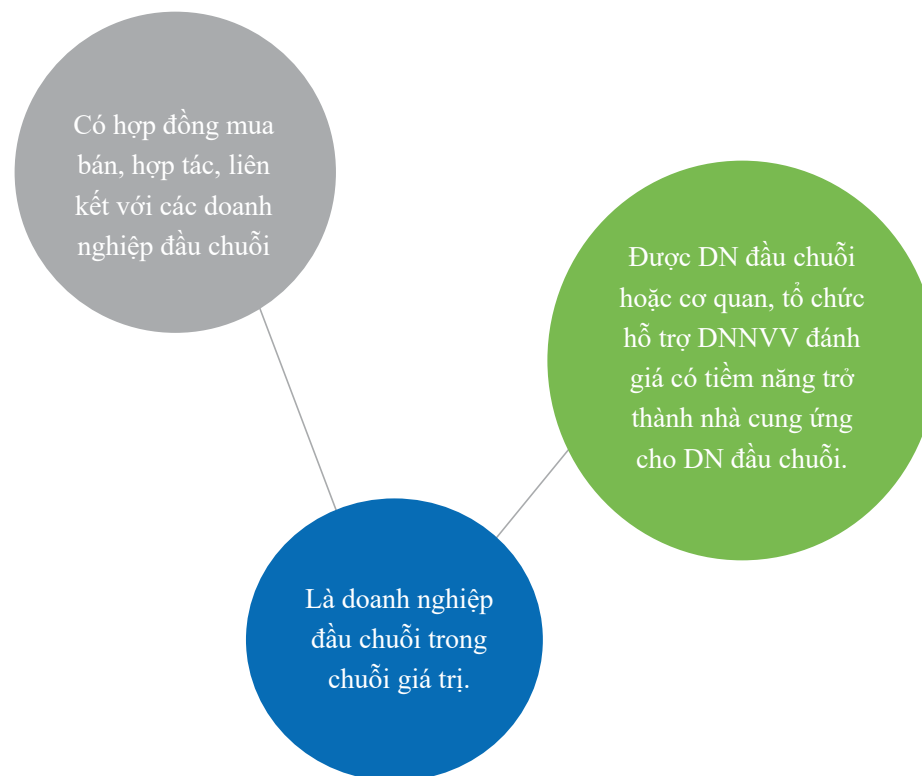 Có hợp đồng mua
bán, hợp tác, liên
kết với các doanh
nghiệp đầu chuỗi
Được DN đầu chuỗi
hoặc cơ quan, tổ chức
hỗ trợ DNNVV đánh
giá có tiềm năng trở
thành nhà cung ứng
cho DN đầu chuỗi.
Là doanh nghiệp
đầu chuỗi trong
chuỗi giá trị.